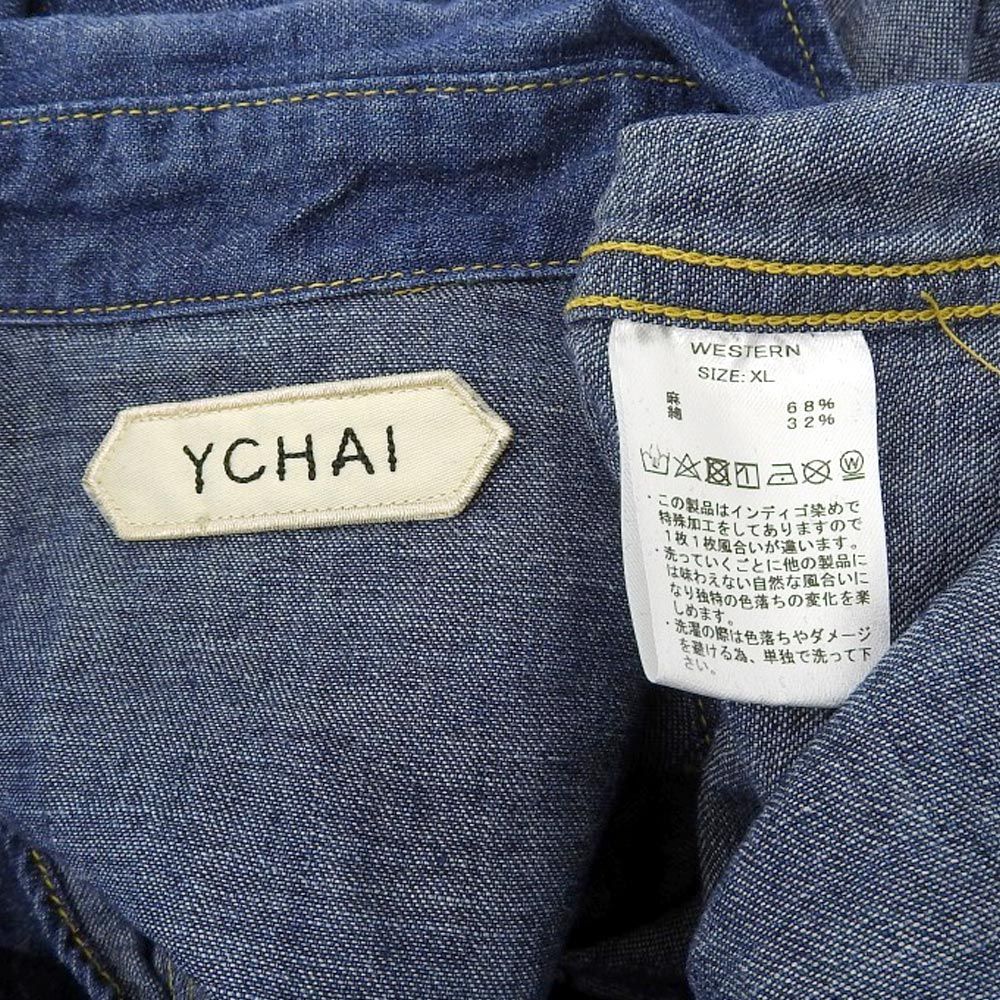 YCHAI
WESTERN
SIZE: XL
麻 68%
綿 32%
・この製品はインディゴ染めで
特殊加工をしてありますので
1枚1枚風合いが違います。
・洗っていくごとに他の製品に
は味わえない自然な風合いに
なり独特の色落ちの変化を楽
しめます。
・洗濯の際は色落ちやダメージ
を避ける為、単独で洗って下
さい。